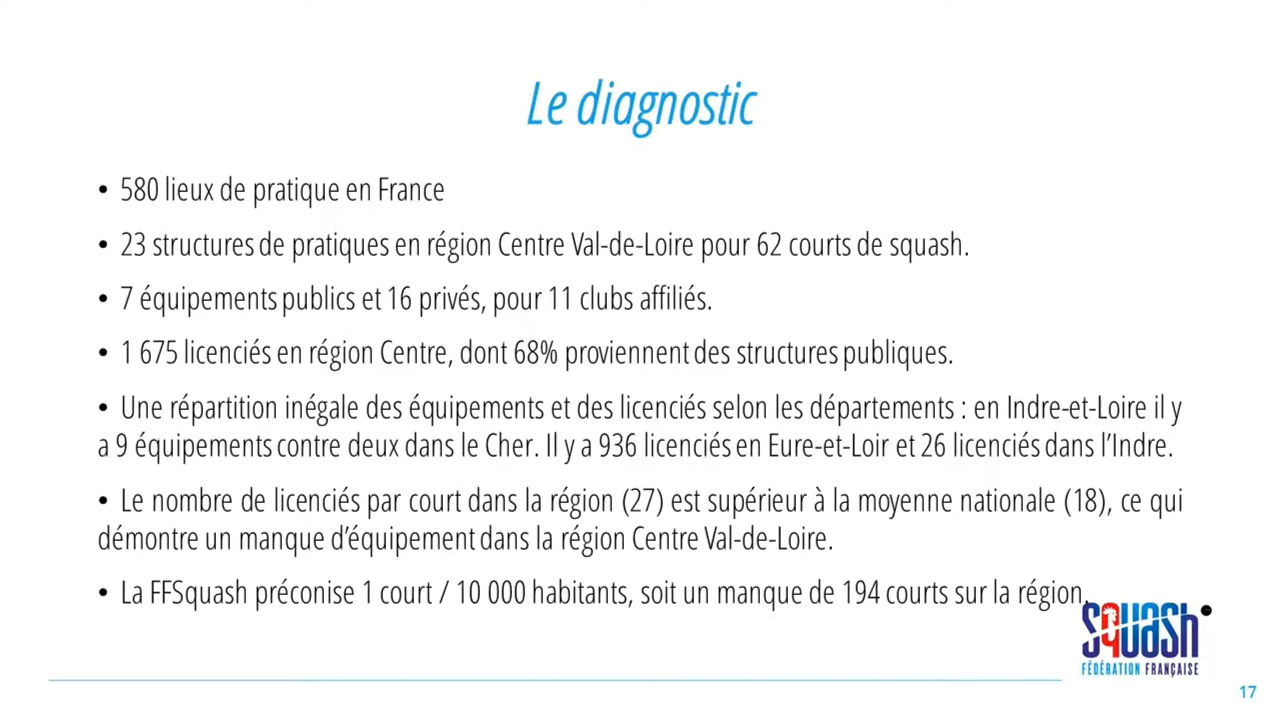 Le diagnostic
• 580 lieux de pratique en France
• 23 structures de pratiques en région Centre Val-de-Loire pour 62 courts de squash.
• 7 équipements publics et 16 privés, pour 11 clubs affiliés.
• 1 675 licenciés en région Centre, dont 68% proviennent des structures publiques.
• Une répartition inégale des équipements et des licenciés selon les départements : en Indre-et-Loire il y
a 9 équipements contre deux dans le Cher. Il y a 936 licenciés en Eure-et-Loir et 26 licenciés dans l’Indre.
• Le nombre de licenciés par court dans la région (27) est supérieur à la moyenne nationale (18), ce qui
démontre un manque d’équipement dans la région Centre Val-de-Loire.
• La FFSquash préconise 1 court / 10 000 habitants, soit un manque de 194 courts sur la région.
SQUASH
FÉDÉRATION FRANÇAISE
17